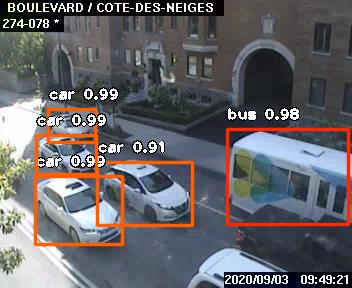 BOULEVARD / COTE-DES-NEIGES
274-078 *
car 0.99
car 0.99
car 0.99
car 0.91
bus 0.98
2020/09/03 09:49:21